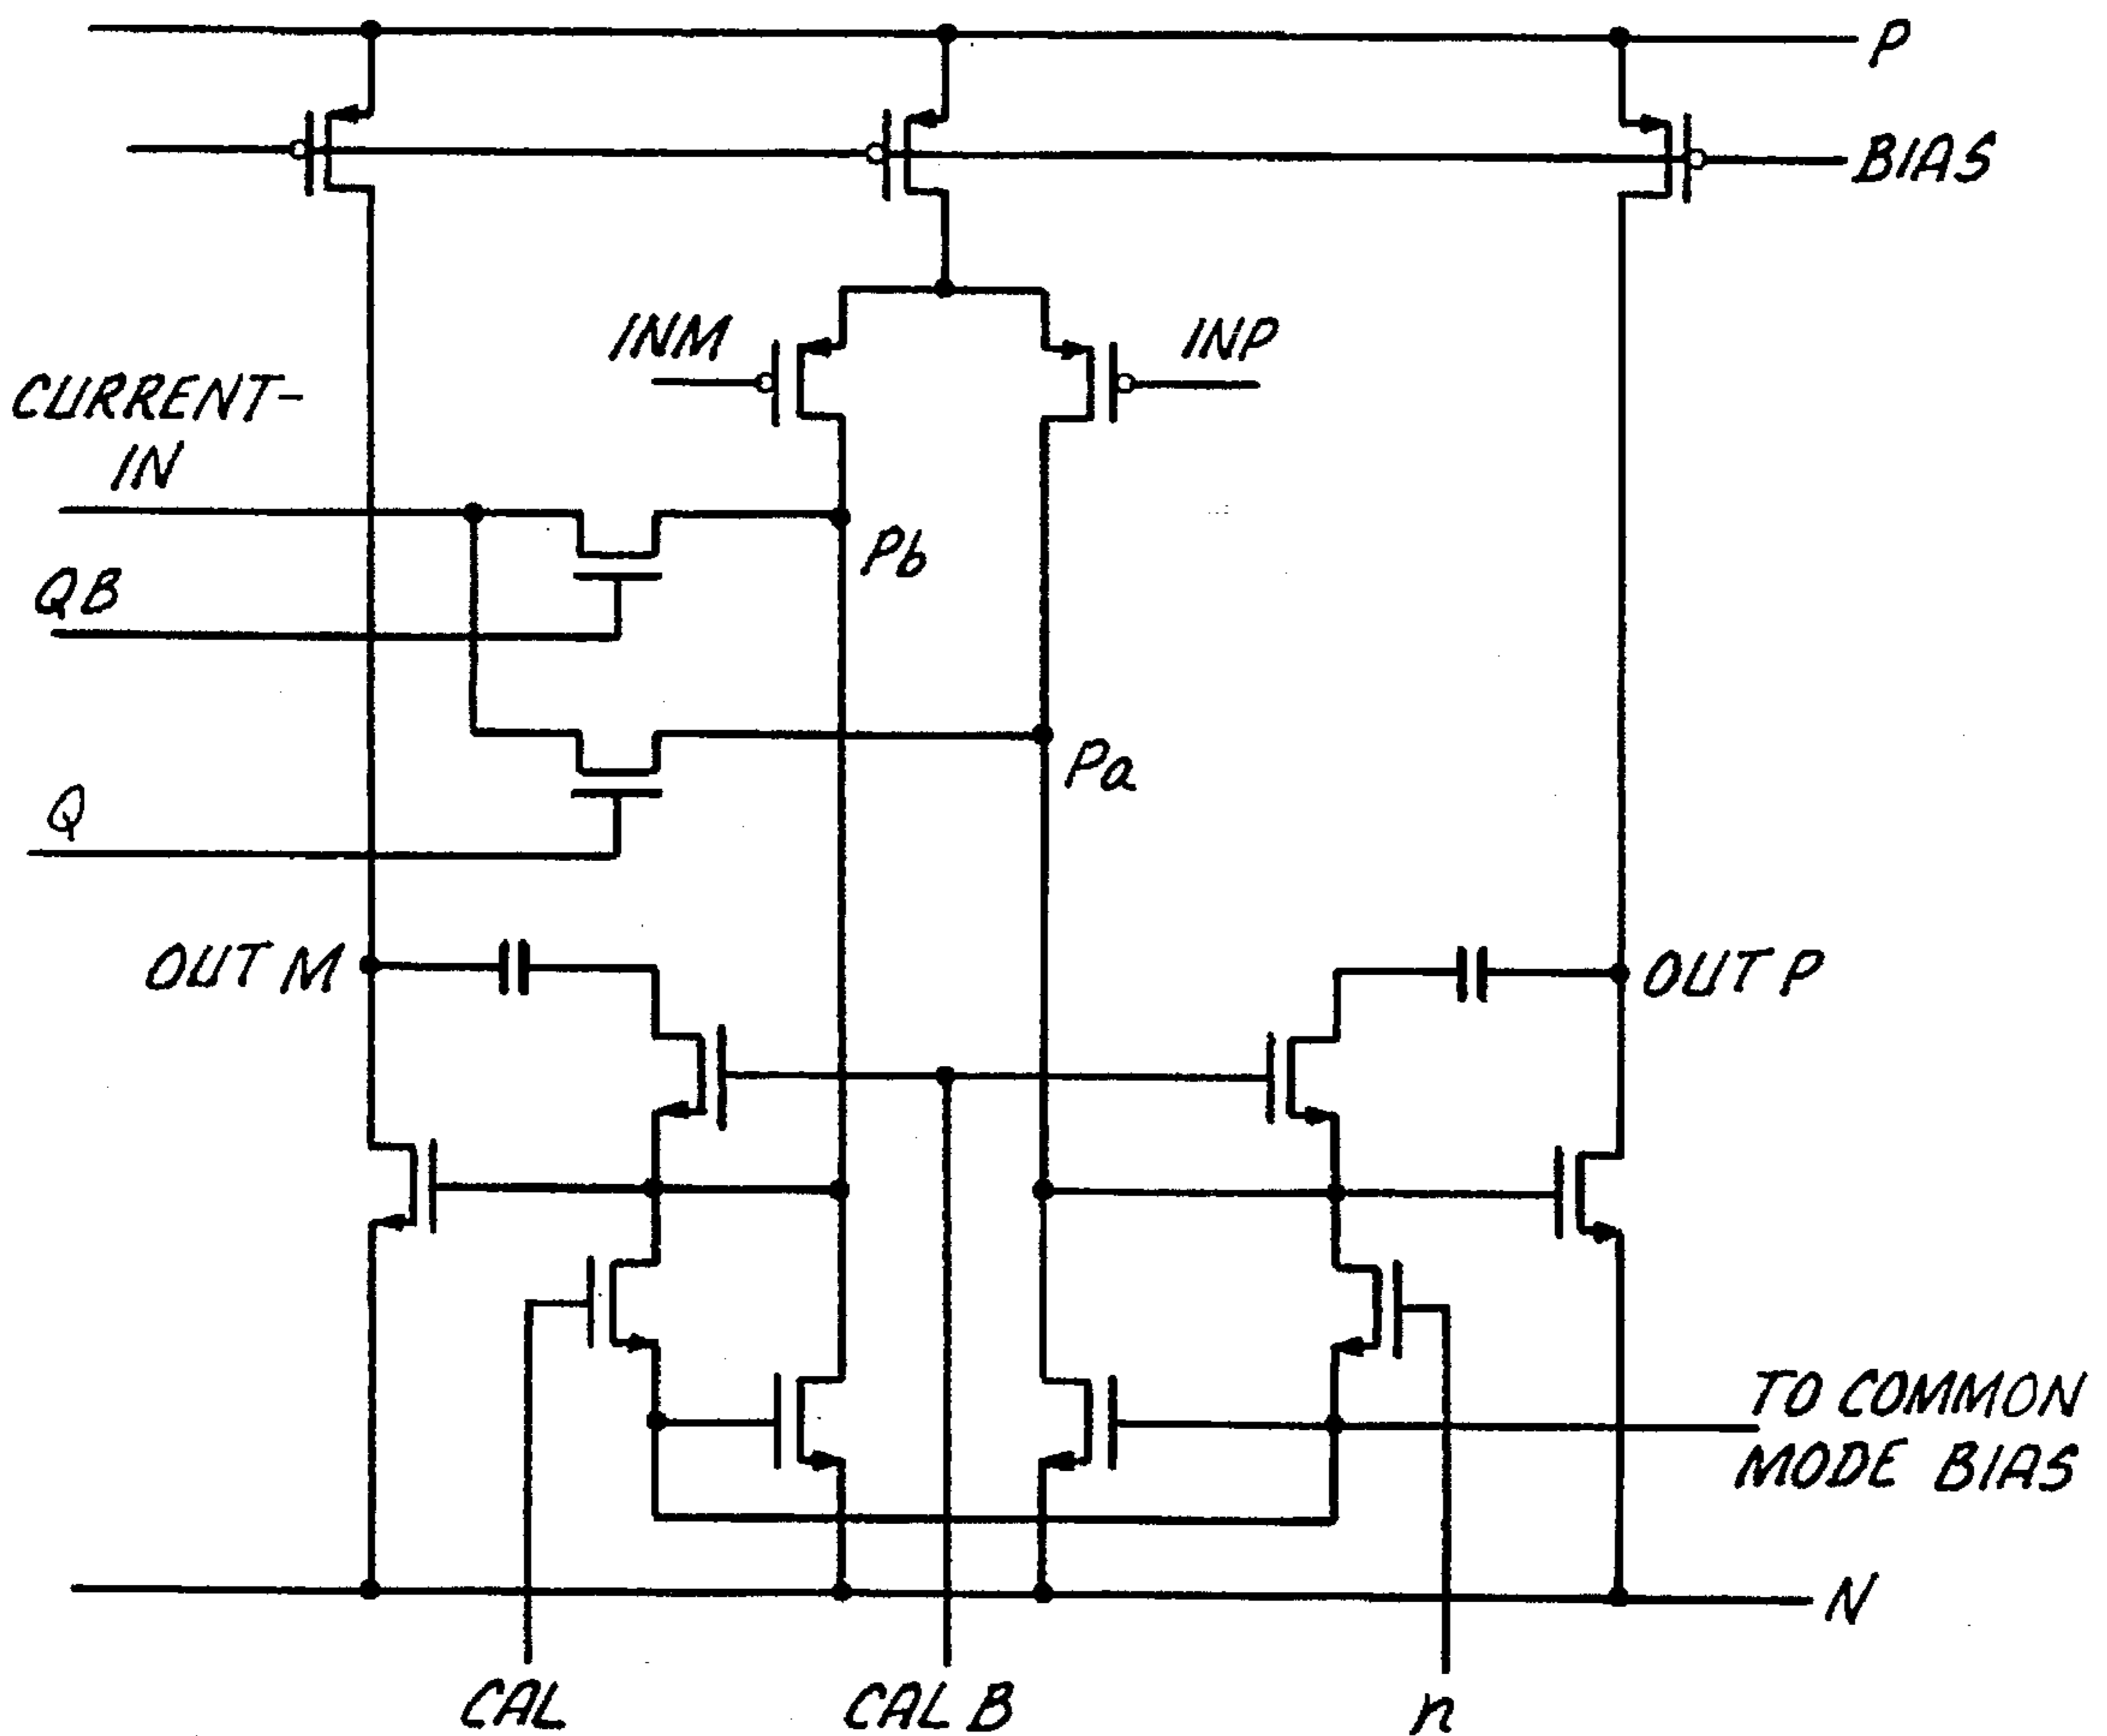 P
BIAS
INM
INP
CURRENT-
IN
Pb
QB
Pa
Q
OUT M
OUT P
TO COMMON
MODE BIAS
N
CAL
CAL B
n